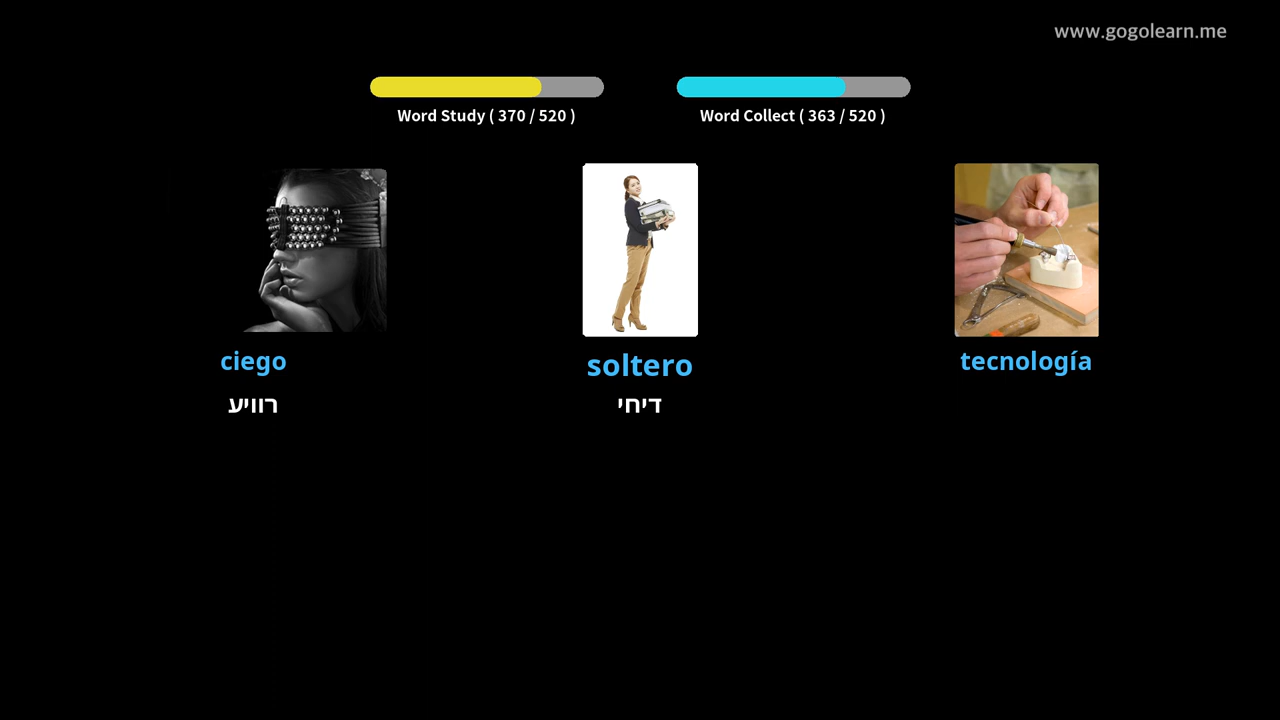 www.gogolearn.me
Word Study ( 370 / 520 )
Word Collect ( 363 / 520 )
ciego
רוויע
soltero
דיחי
tecnología